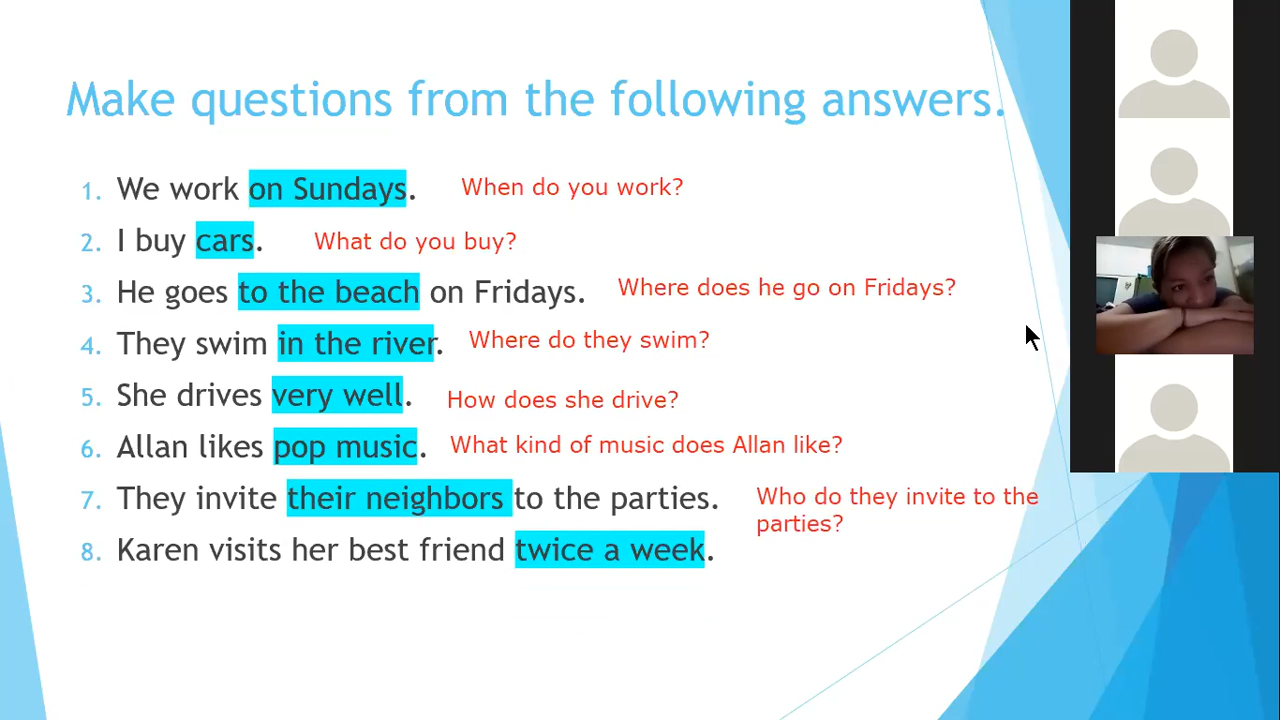 Make questions from the following answers.
1. We work on Sundays. When do you work?
2. I buy cars. What do you buy?
3. He goes to the beach on Fridays. Where does he go on Fridays?
4. They swim in the river. Where do they swim?
5. She drives very well. How does she drive?
6. Allan likes pop music. What kind of music does Allan like?
7. They invite their neighbors to the parties. Who do they invite to the
parties?
8. Karen visits her best friend twice a week.